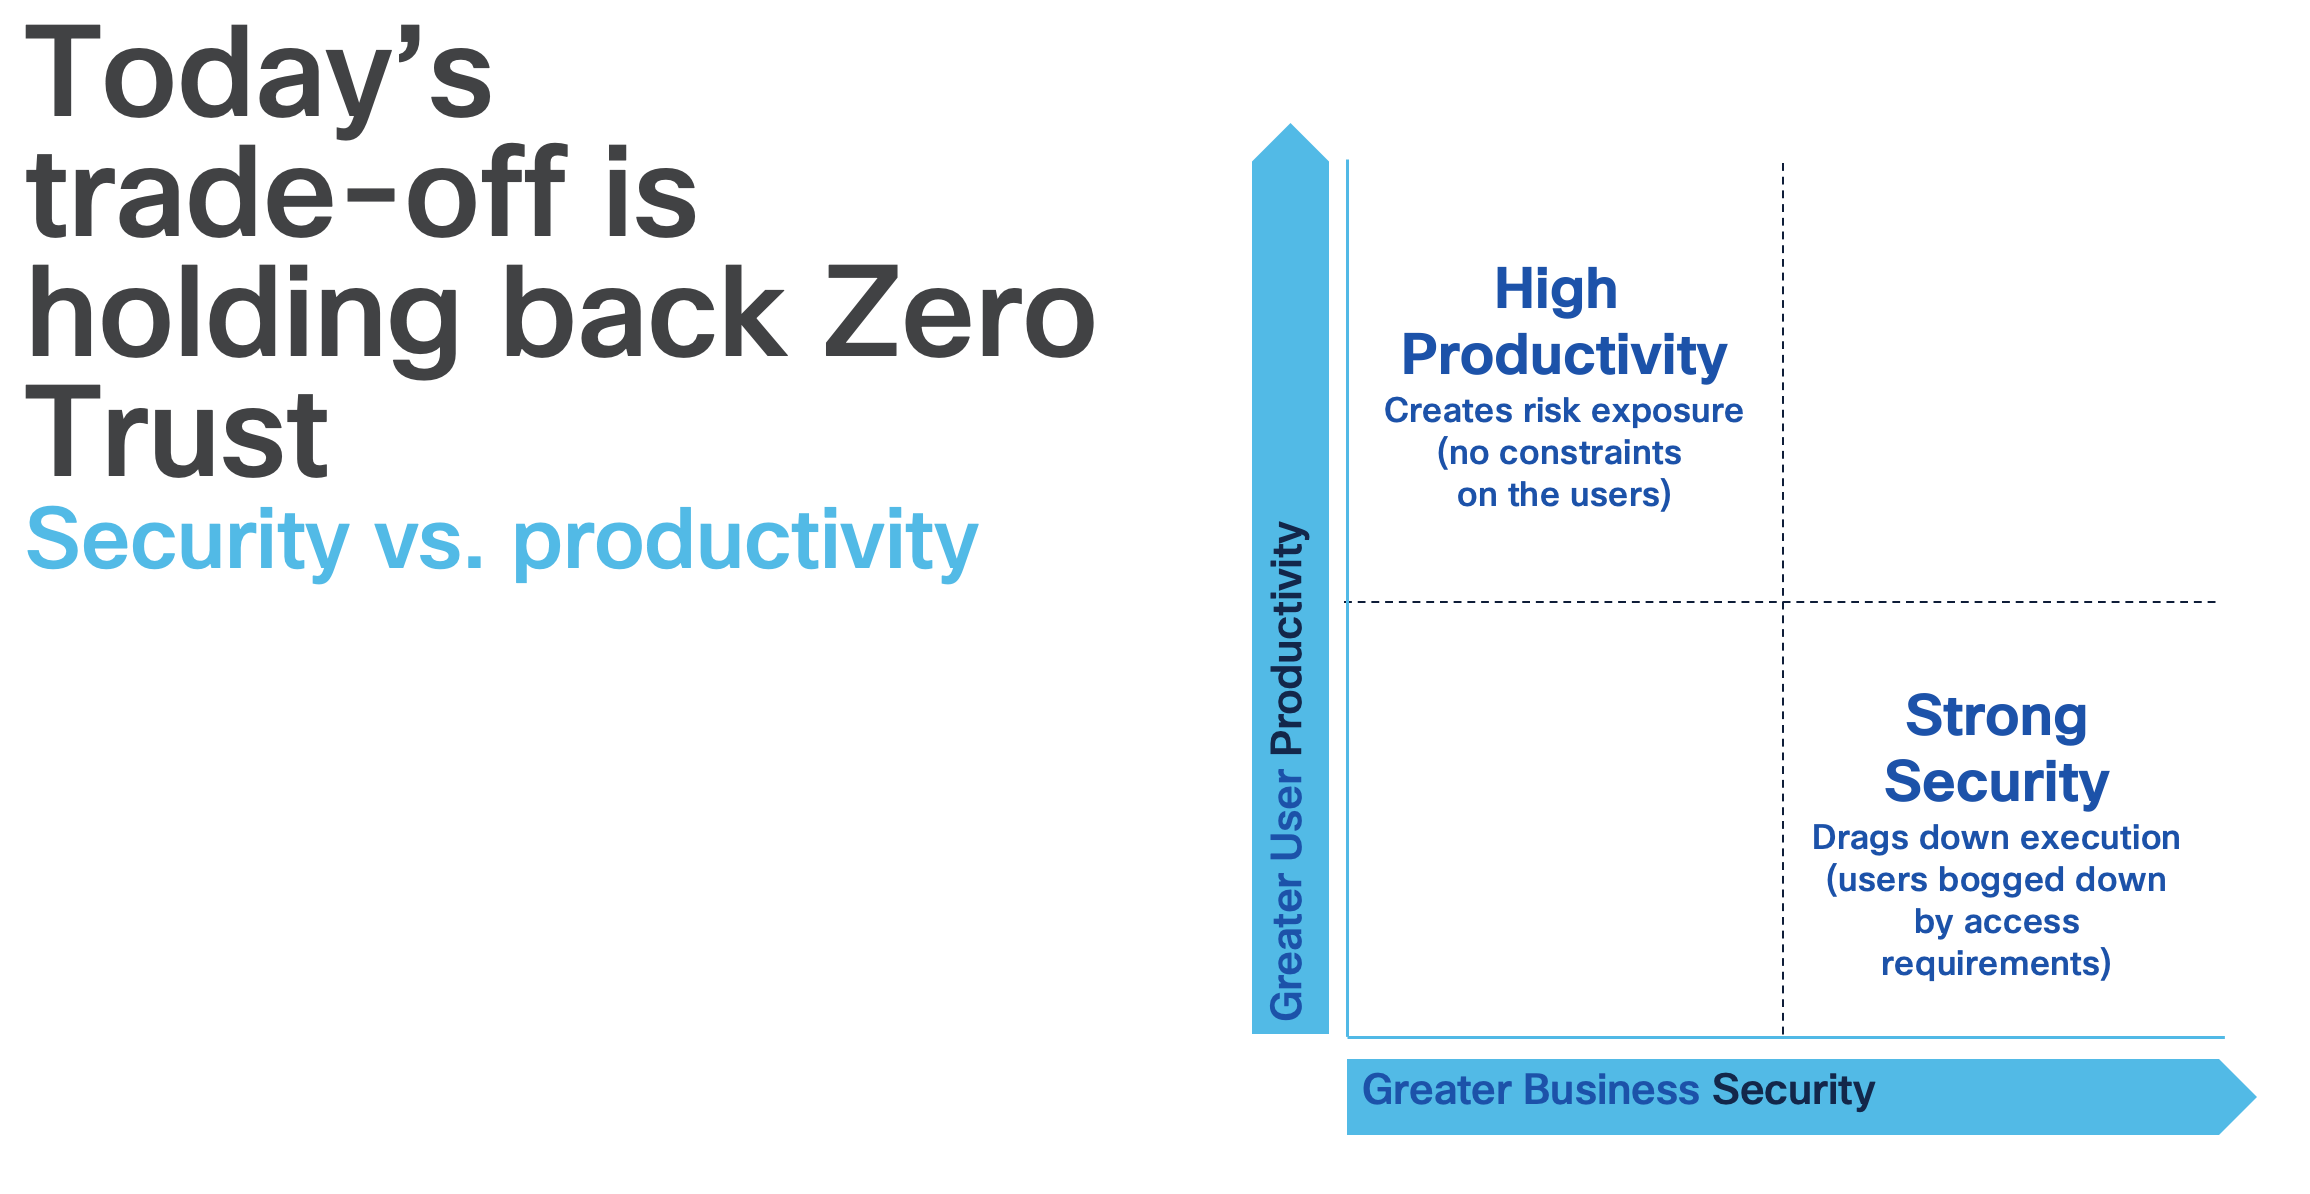 Today’s
trade-off is
holding back Zero
Trust
Security vs. productivity
Greater User Productivity
High
Productivity
Creates risk exposure
(no constraints
on the users)
Strong
Security
Drags down execution
(users bogged down
by access
requirements)
Greater Business Security